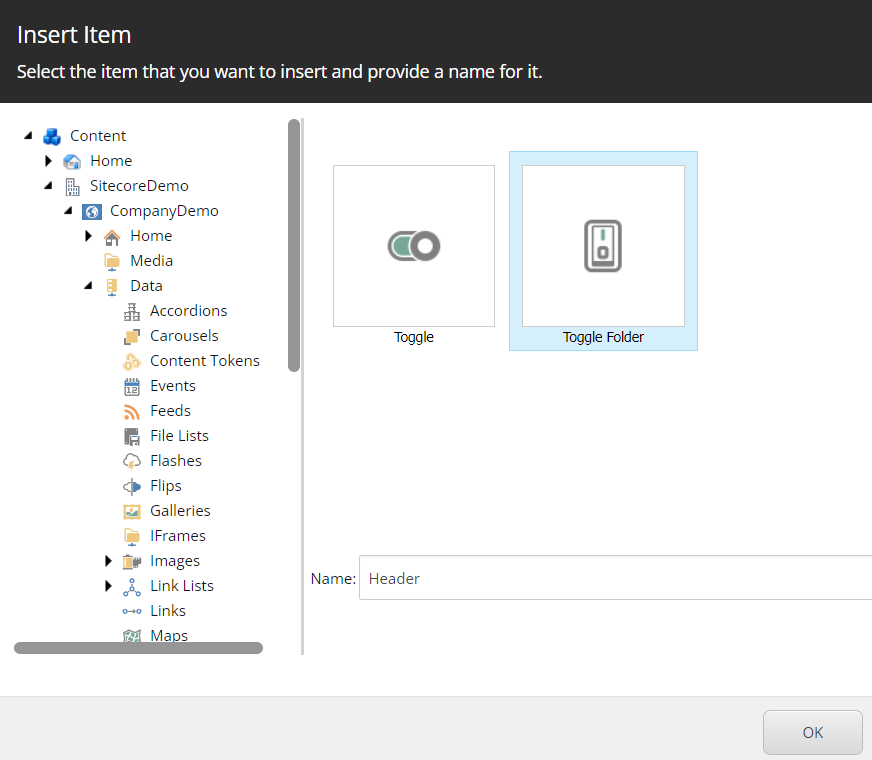 Insert Item
Select the item that you want to insert and provide a name for it.
Content
Home
SitecoreDemo
CompanyDemo
Home
Media
Data
Accordions
Carousels
Content Tokens
Events
12
Feeds
File Lists
Flashes
Flips
Galleries
IFrames
Images
Link Lists
Links
Maps
Toggle
Toggle Folder
Name: Header
OK